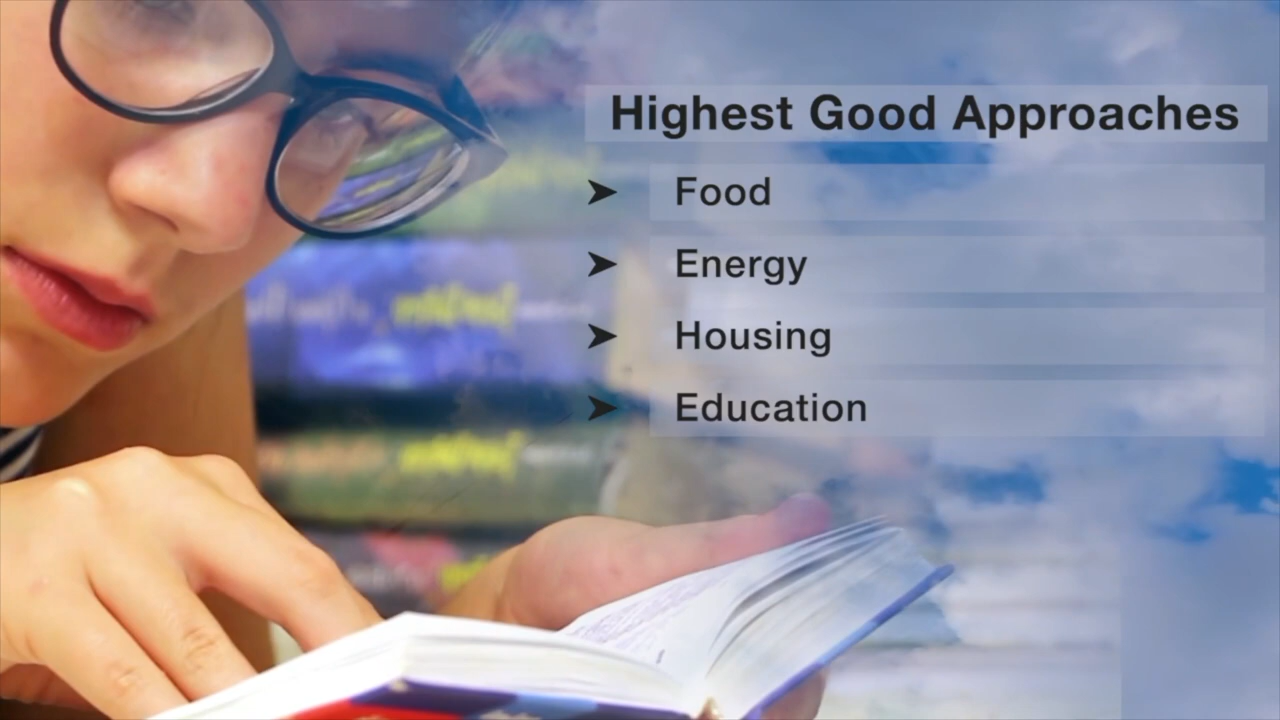 Highest Good Approaches
➤ Food
➤ Energy
➤ Housing
➤ Education